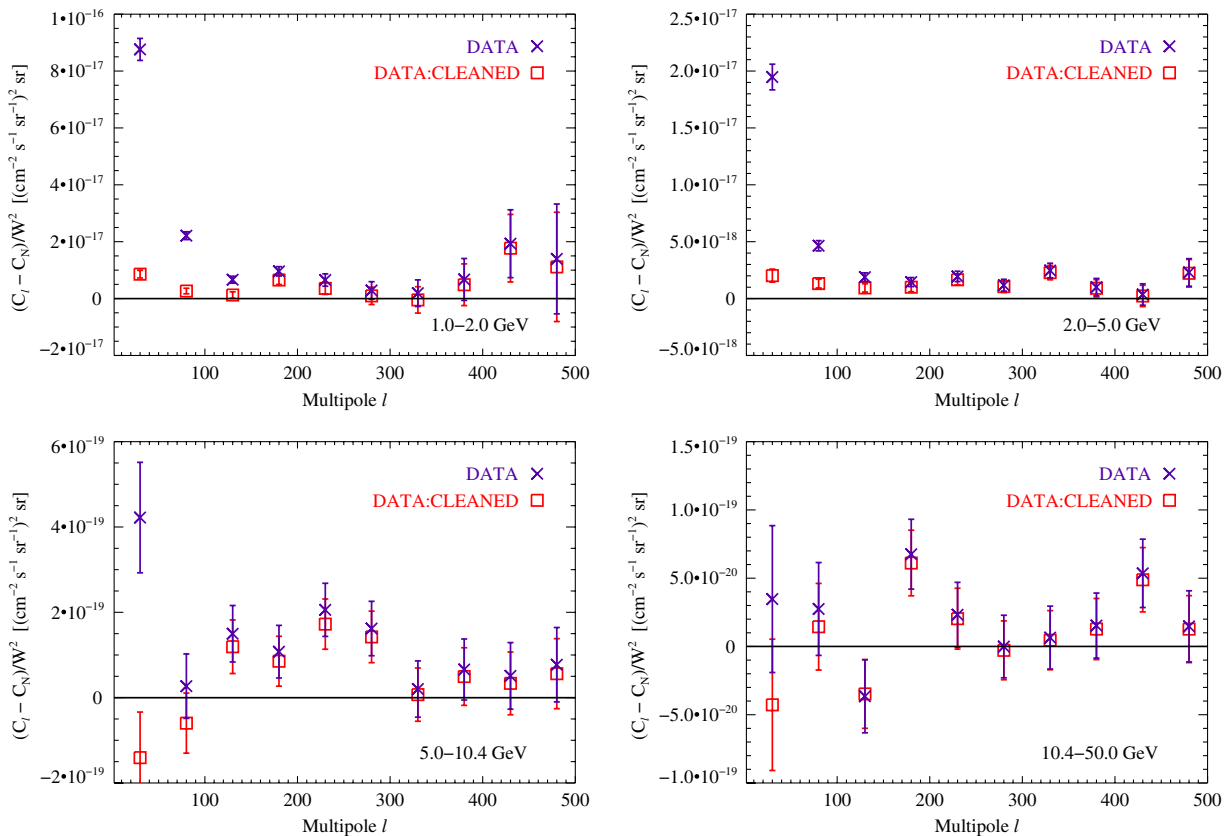 1•10⁻¹⁶
8•10⁻¹⁷
6•10⁻¹⁷
4•10⁻¹⁷
2•10⁻¹⁷
0
−2•10⁻¹⁷
(C_l − C_N)/W² [(cm⁻² s⁻¹ sr⁻¹)² sr]
DATA
DATA:CLEANED
1.0−2.0 GeV
100 200 300 400 500
Multipole l
2.5•10⁻¹⁷
2.0•10⁻¹⁷
1.5•10⁻¹⁷
1.0•10⁻¹⁷
5.0•10⁻¹⁸
0
−5.0•10⁻¹⁸
(C_l − C_N)/W² [(cm⁻² s⁻¹ sr⁻¹)² sr]
DATA
DATA:CLEANED
2.0−5.0 GeV
100 200 300 400 500
Multipole l
6•10⁻¹⁹
4•10⁻¹⁹
2•10⁻¹⁹
0
−2•10⁻¹⁹
(C_l − C_N)/W² [(cm⁻² s⁻¹ sr⁻¹)² sr]
DATA
DATA:CLEANED
5.0−10.4 GeV
100 200 300 400 500
Multipole l
1.5•10⁻¹⁹
1.0•10⁻¹⁹
5.0•10⁻²⁰
0
−5.0•10⁻²⁰
−1.0•10⁻¹⁹
(C_l − C_N)/W² [(cm⁻² s⁻¹ sr⁻¹)² sr]
DATA
DATA:CLEANED
10.4−50.0 GeV
100 200 300 400 500
Multipole l